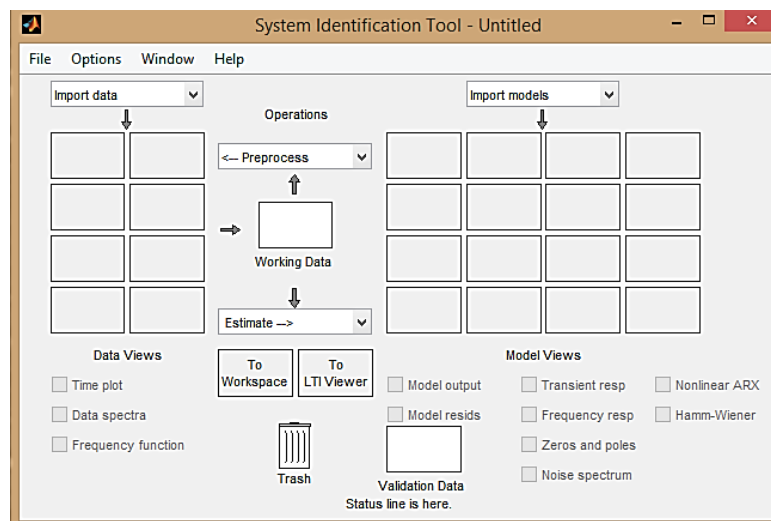 System Identification Tool - Untitled
File Options Window Help
Import data
Import models
Operations
<-- Preprocess
Working Data
Estimate -->
Data Views
To
Workspace
To
LTI Viewer
Model Views
Time plot
Data spectra
Frequency function
Model output
Model resids
Transient resp
Frequency resp
Zeros and poles
Noise spectrum
Nonlinear ARX
Hamm-Wiener
Trash
Validation Data
Status line is here.